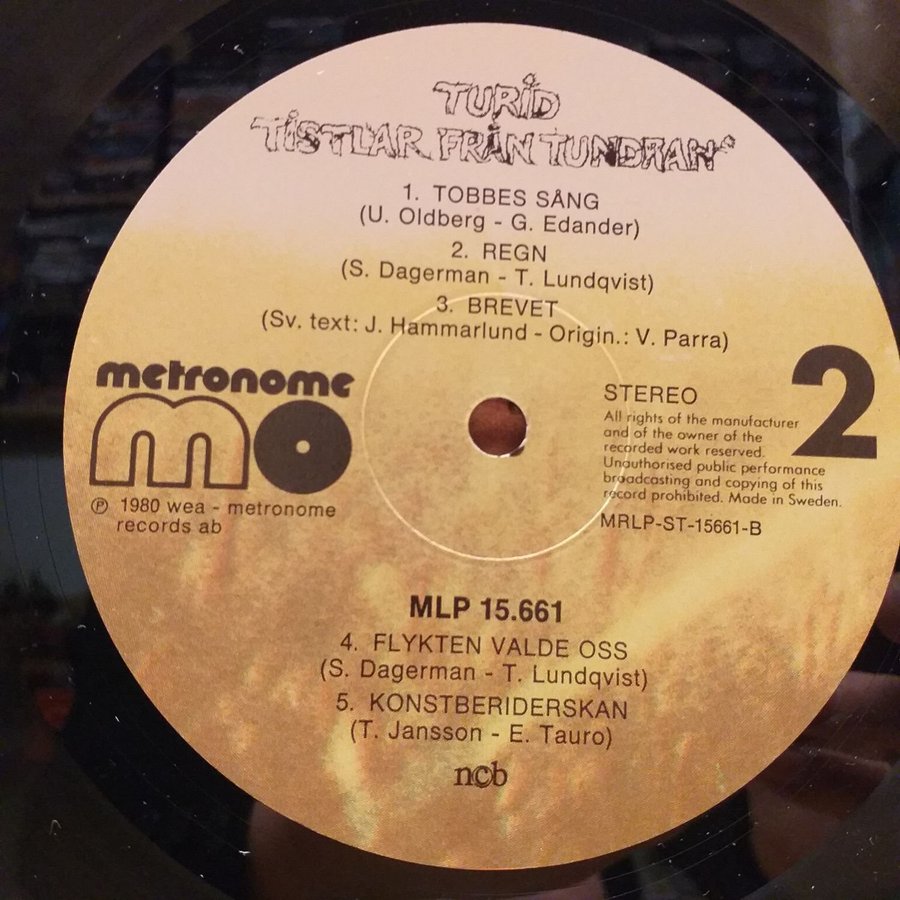 TURID
TISTLAR FRÅN TUNDRAN
1. TOBBES SÅNG
(U. Oldberg - G. Edander)
2. REGN
(S. Dagerman - T. Lundqvist)
3. BREVET
(Sv. text: J. Hammarlund - Origin.: V. Parra)
metronome
mo
℗ 1980 wea - metronome
records ab
STEREO
All rights of the manufacturer
and of the owner of the
recorded work reserved.
Unauthorised public performance
broadcasting and copying of this
record prohibited. Made in Sweden.
MRLP-ST-15661-B
2
MLP 15.661
4. FLYKTEN VALDE OSS
(S. Dagerman - T. Lundqvist)
5. KONSTBERIDERSKAN
(T. Jansson - E. Tauro)
ncb